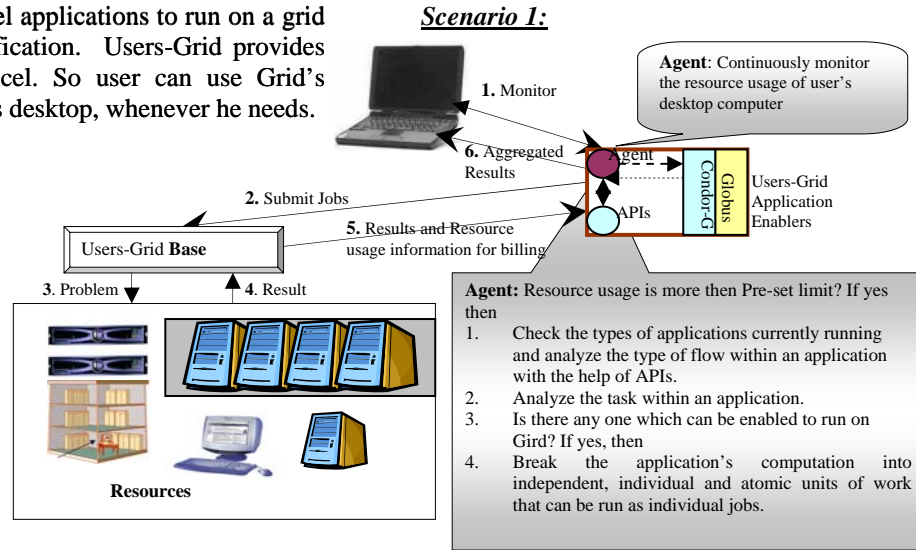 el applications to run on a grid
fication. Users-Grid provides
cel. So user can use Grid's
s desktop, whenever he needs.
Scenario 1:
Agent: Continuously monitor
the resource usage of user's
desktop computer
1. Monitor
6. Aggregated
Results
Agent
APIs
Condor-G
Globus
Users-Grid
Application
Enablers
2. Submit Jobs
5. Results and Resource
usage information for billing
Users-Grid Base
3. Problem
4. Result
Resources
Agent: Resource usage is more then Pre-set limit? If yes
then
1. Check the types of applications currently running
and analyze the type of flow within an application
with the help of APIs.
2. Analyze the task within an application.
3. Is there any one which can be enabled to run on
Gird? If yes, then
4. Break the application's computation into
independent, individual and atomic units of work
that can be run as individual jobs.